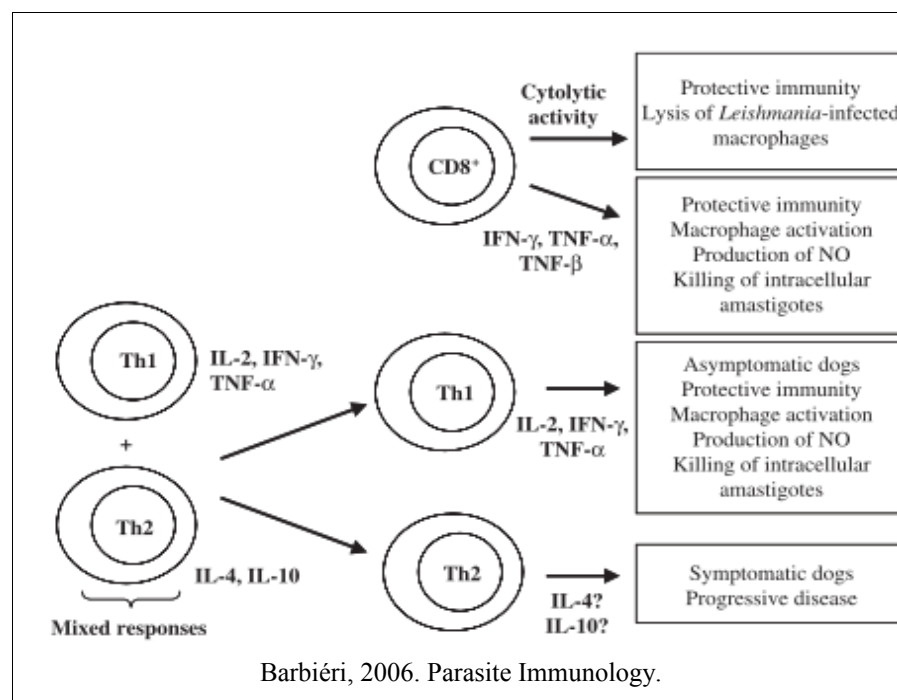 Cytolytic
activity
CD8⁺
IFN-γ, TNF-α,
TNF-β
Protective immunity
Lysis of Leishmania-infected
macrophages
Protective immunity
Macrophage activation
Production of NO
Killing of intracellular
amastigotes
Th1
IL-2, IFN-γ,
TNF-α
+
Th2
IL-4, IL-10
Mixed responses
Th1
IL-2, IFN-γ,
TNF-α
Asymptomatic dogs
Protective immunity
Macrophage activation
Production of NO
Killing of intracellular
amastigotes
Th2
IL-4?
IL-10?
Symptomatic dogs
Progressive disease
Barbiéri, 2006. Parasite Immunology.